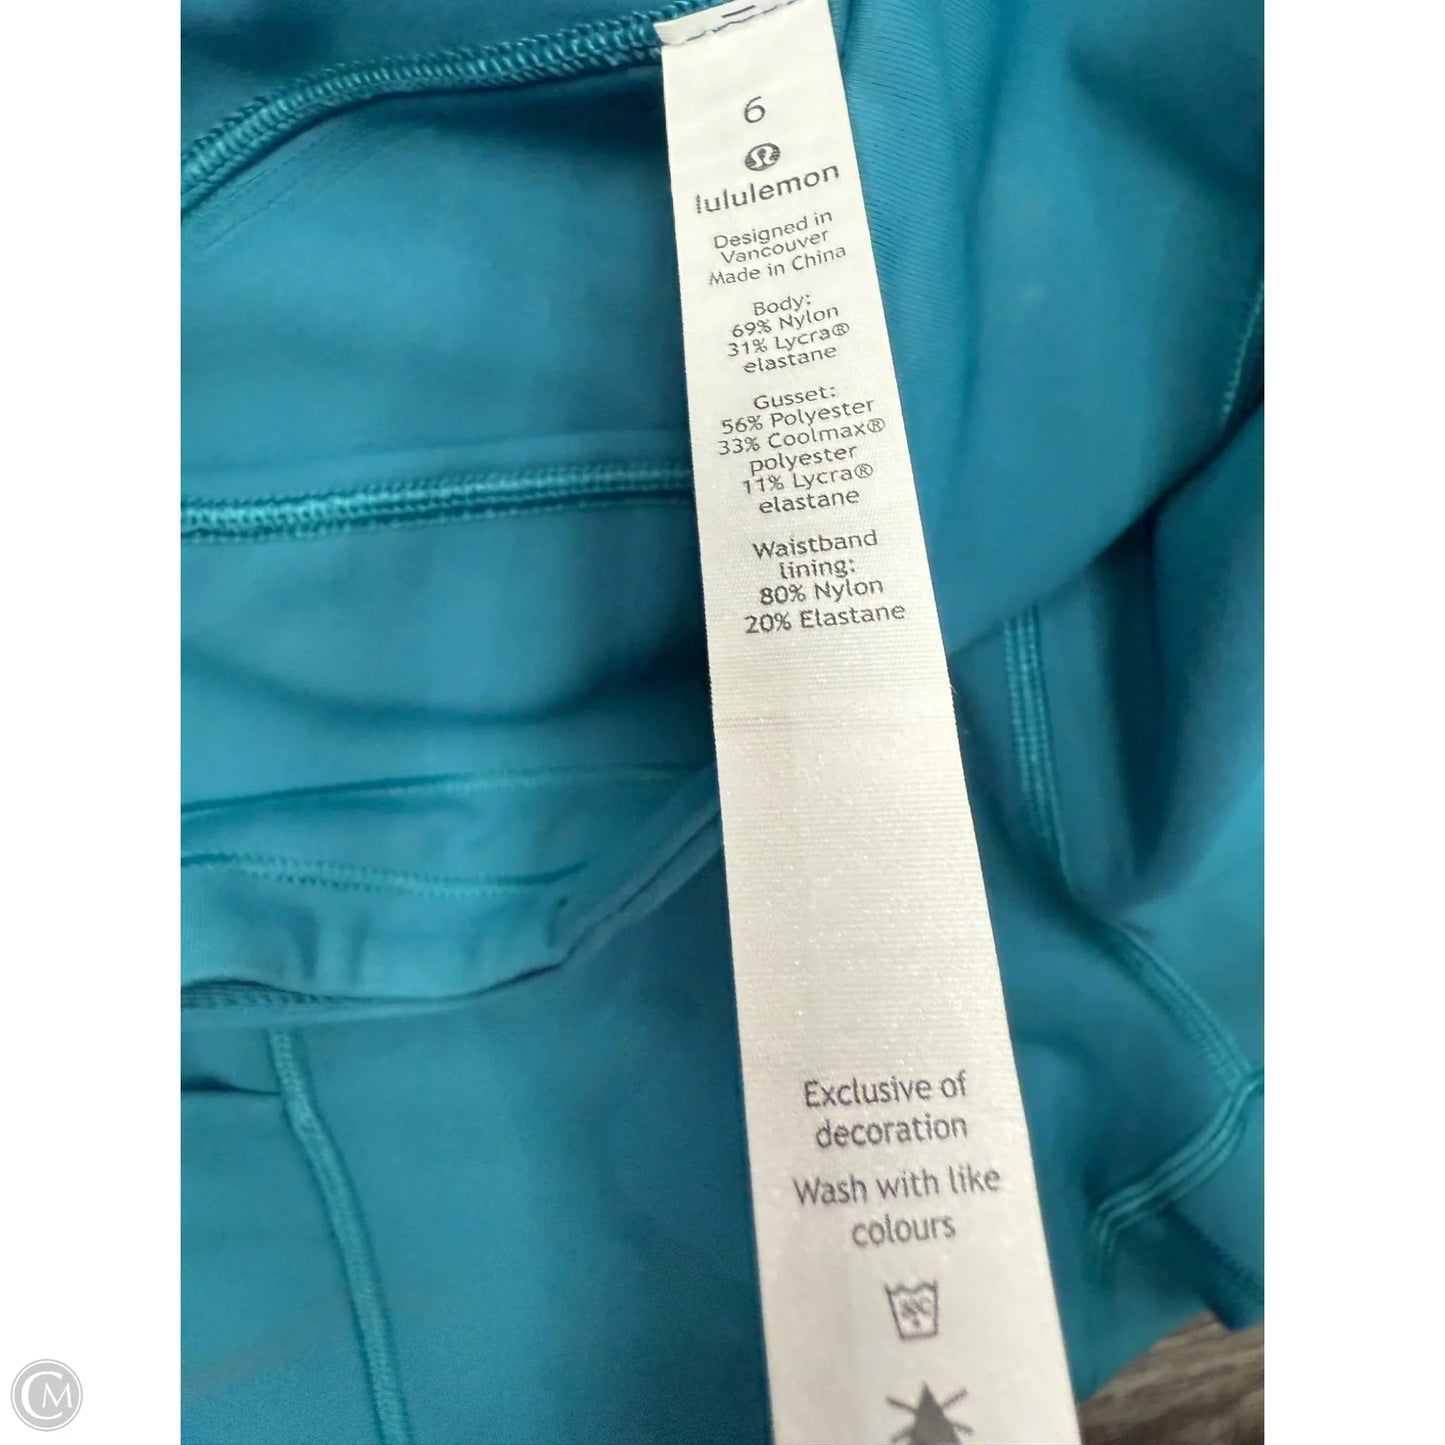 6
lululemon
Designed in
Vancouver
Made in China
Body:
69% Nylon
31% Lycra®
elastane
Gusset:
56% Polyester
33% Coolmax®
polyester
11% Lycra®
elastane
Waistband
lining:
80% Nylon
20% Elastane
Exclusive of
decoration
Wash with like
colours
CM